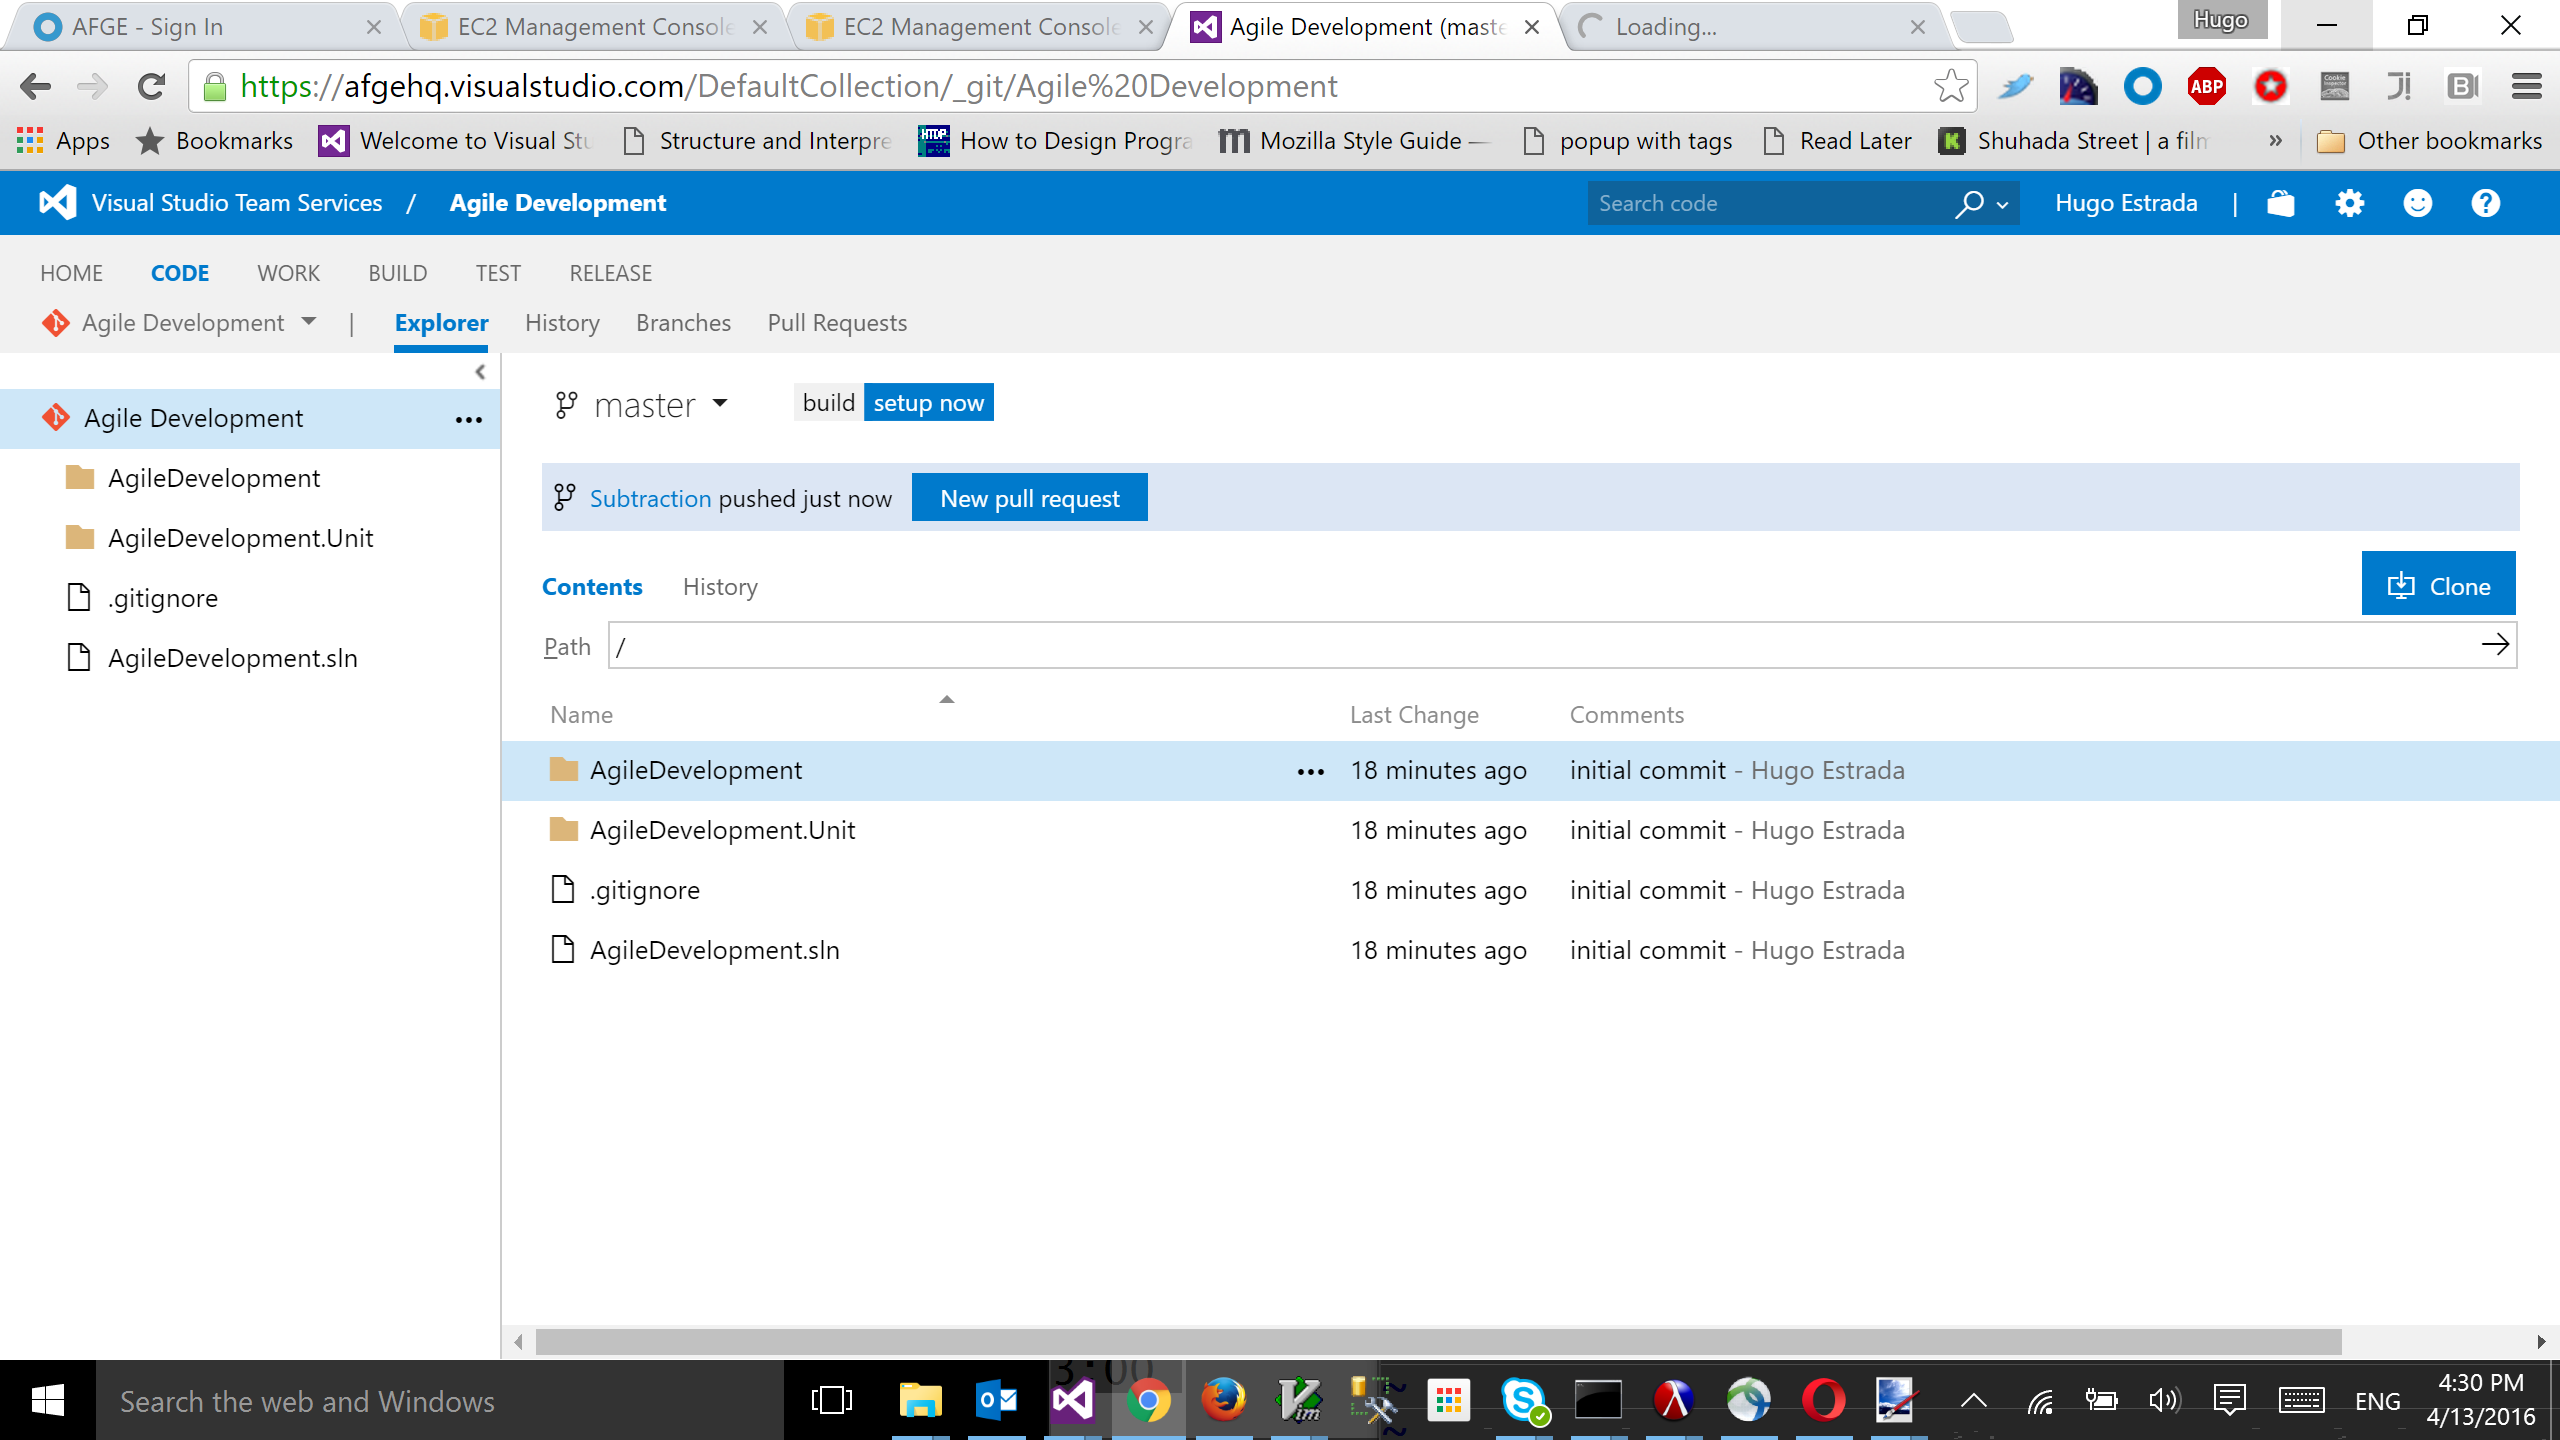 AFGE - Sign In
EC2 Management Console
EC2 Management Console
Agile Development (maste
Loading...
Hugo
https://afgehq.visualstudio.com/DefaultCollection/_git/Agile%20Development
ABP
Apps
Bookmarks
Welcome to Visual Stu
Structure and Interpre
How to Design Progra
Mozilla Style Guide —
popup with tags
Read Later
Shuhada Street | a film
»
Other bookmarks
Visual Studio Team Services / Agile Development
Search code
Hugo Estrada |
HOME CODE WORK BUILD TEST RELEASE
Agile Development | Explorer History Branches Pull Requests
Agile Development
AgileDevelopment
AgileDevelopment.Unit
.gitignore
AgileDevelopment.sln
master
build setup now
Subtraction pushed just now New pull request
Contents History
Clone
Path /
Name Last Change Comments
AgileDevelopment 18 minutes ago initial commit - Hugo Estrada
AgileDevelopment.Unit 18 minutes ago initial commit - Hugo Estrada
.gitignore 18 minutes ago initial commit - Hugo Estrada
AgileDevelopment.sln 18 minutes ago initial commit - Hugo Estrada
3:00
Search the web and Windows
ENG
4:30 PM
4/13/2016